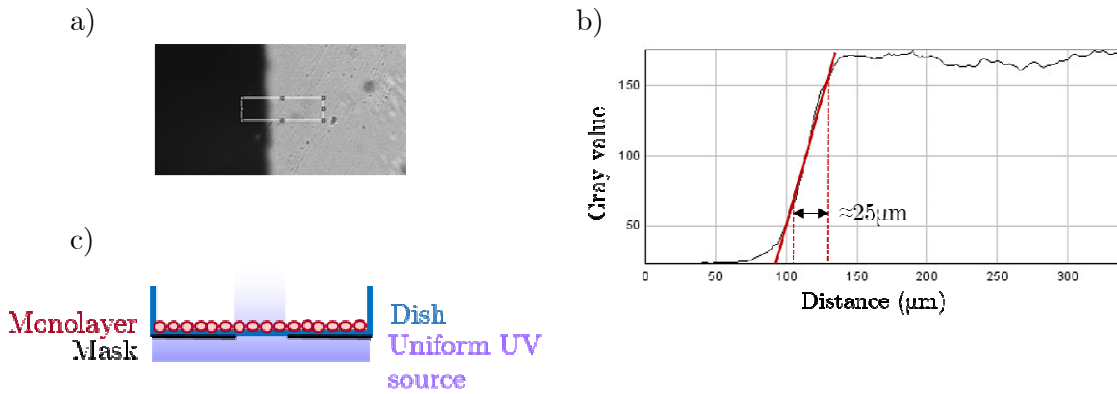 a)
b)
Gray value
150
100
50
0
50
100
150
200
250
300
≈25µm
Distance (µm)
c)
Monolayer
Mask
Dish
Uniform UV
source